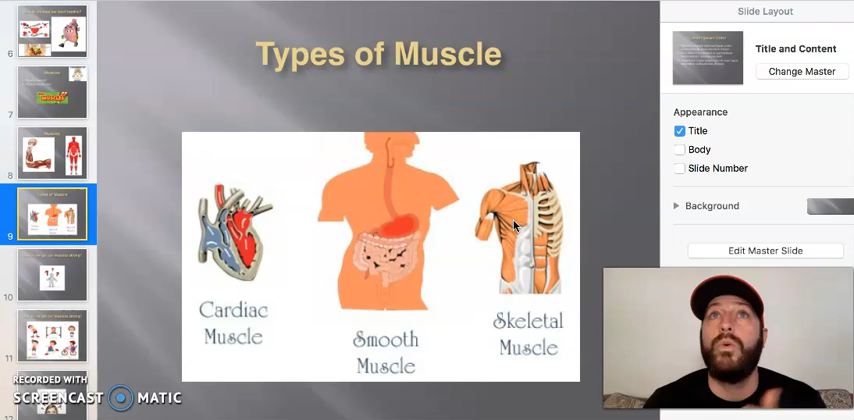 Types of Muscle
Cardiac
Muscle
Smooth
Muscle
Skeletal
Muscle
6
7
8
9
10
11
Slide Layout
Title and Content
Change Master
Appearance
Title
Body
Slide Number
Background
Edit Master Slide
RECORDED WITH
SCREENCAST MATIC